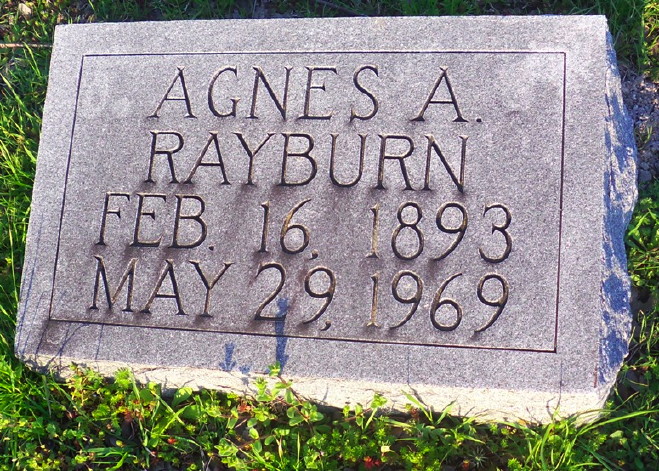 AGNES A.
RAYBURN
FEB. 16, 1893
MAY 29, 1969